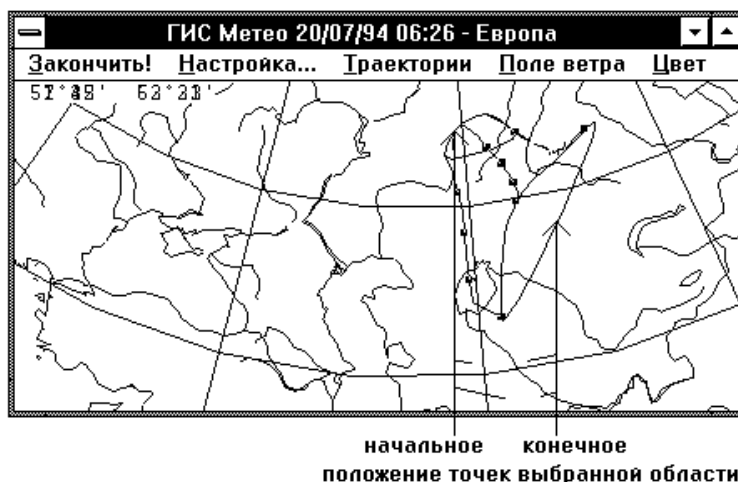 ГИС Метео 20/07/94 06:26 - Европа
Закончить! Настройка... Траектории Поле ветра Цвет
начальное конечное
положение точек выбранной области